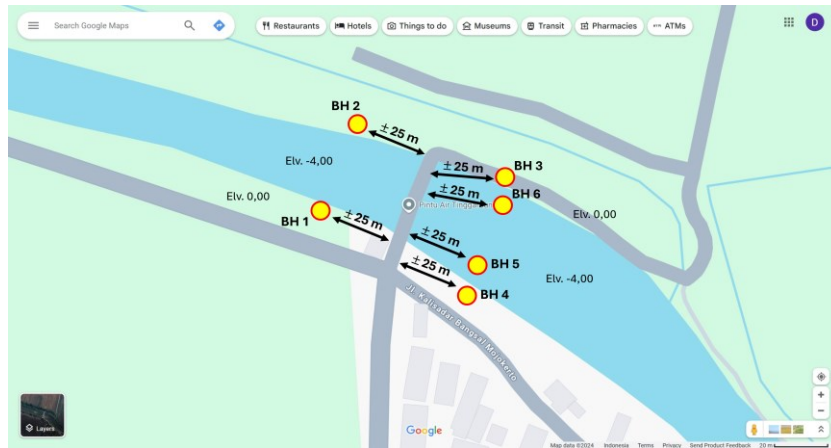 Search Google Maps
Restaurants
Hotels
Things to do
Museums
Transit
Pharmacies
ATMs
D
BH 2
± 25 m
Elv. -4,00
± 25 m
BH 3
± 25 m
BH 6
Elv. 0,00
Pintu Air Tingga
Elv. 0,00
± 25 m
BH 1
± 25 m
BH 5
Elv. -4,00
± 25 m
BH 4
Jl. Kalisadar Bangsal Mojokerto
Layers
Google
Map data ©2024 Indonesia Terms Privacy Send Product Feedback 20 m